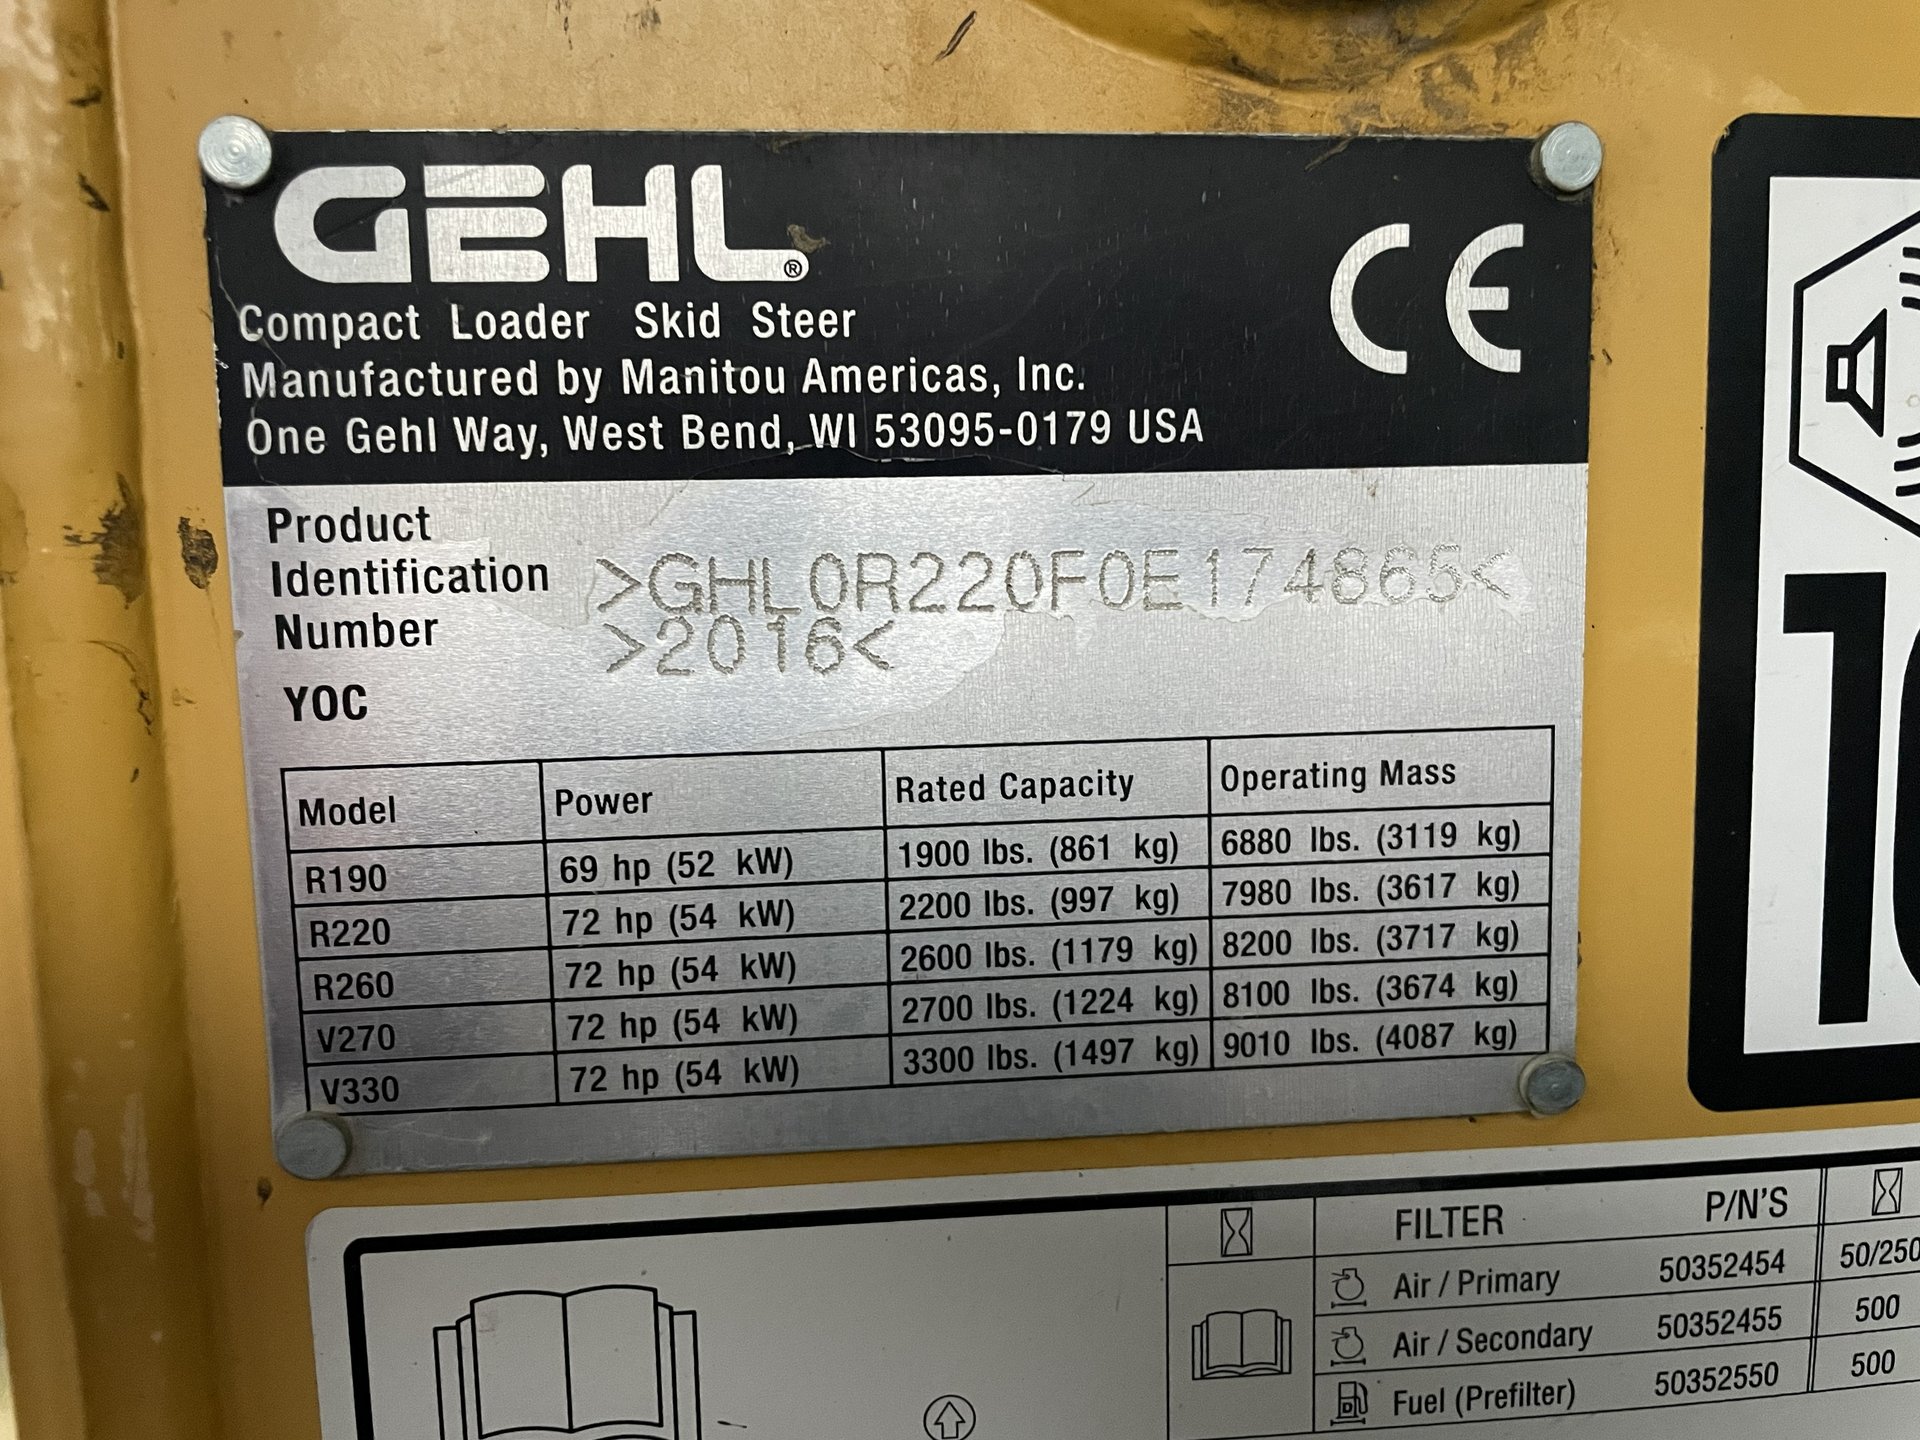 GEHL®
CE
Compact Loader Skid Steer
Manufactured by Manitou Americas, Inc.
One Gehl Way, West Bend, WI 53095-0179 USA
Product
Identification
Number
>GHL0R220F0E174865<
>2016<
YOC
Model Power Rated Capacity Operating Mass
R190 69 hp (52 kW) 1900 lbs. (861 kg) 6880 lbs. (3119 kg)
R220 72 hp (54 kW) 2200 lbs. (997 kg) 7980 lbs. (3617 kg)
R260 72 hp (54 kW) 2600 lbs. (1179 kg) 8200 lbs. (3717 kg)
V270 72 hp (54 kW) 2700 lbs. (1224 kg) 8100 lbs. (3674 kg)
V330 72 hp (54 kW) 3300 lbs. (1497 kg) 9010 lbs. (4087 kg)
FILTER P/N'S
Air / Primary 50352454 50/250
Air / Secondary 50352455 500
Fuel (Prefilter) 50352550 500